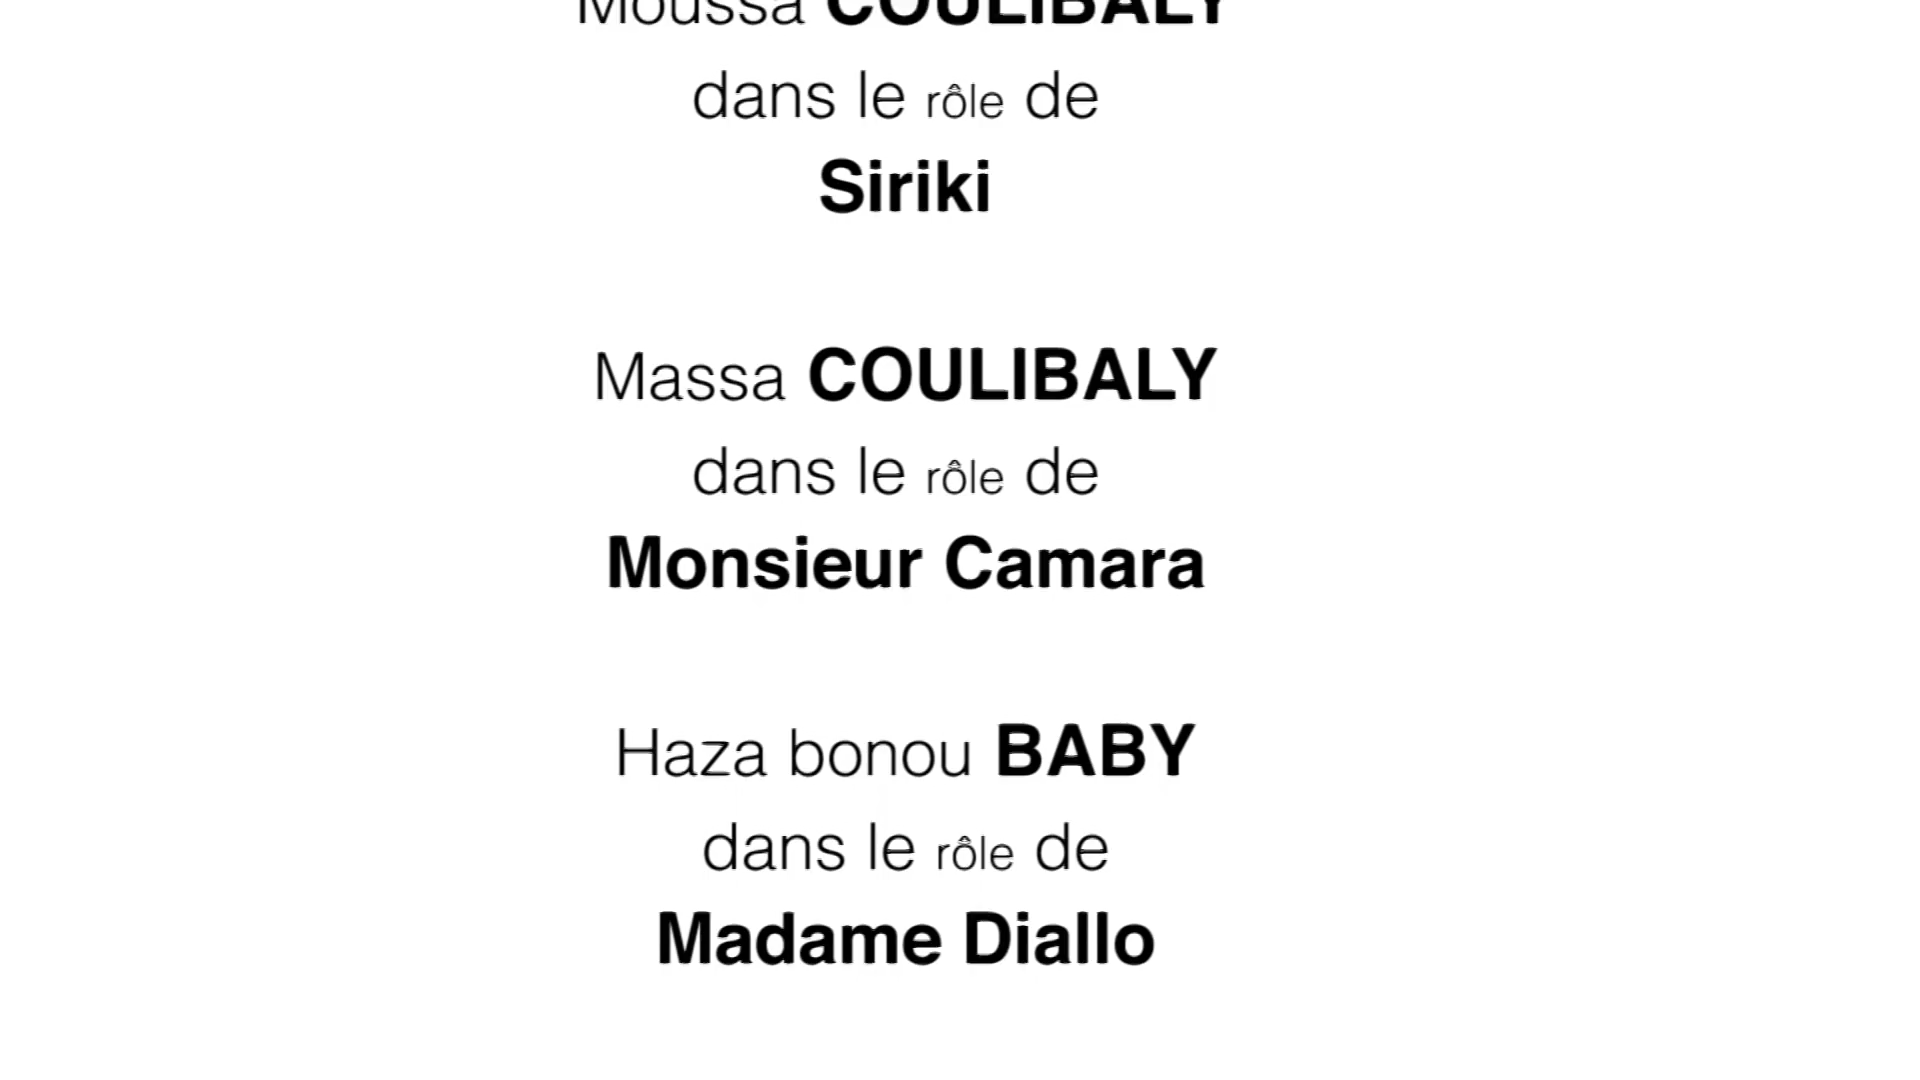 Moussa COULIBALY
dans le rôle de
Siriki
Massa COULIBALY
dans le rôle de
Monsieur Camara
Haza bonou BABY
dans le rôle de
Madame Diallo